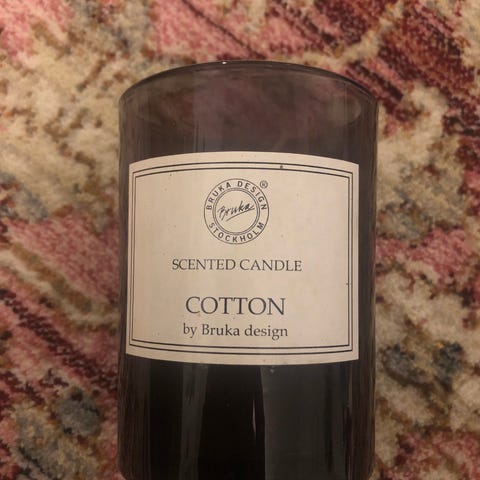 BRUKA DESIGN ®
Bruka
STOCKHOLM
SCENTED CANDLE
COTTON
by Bruka design